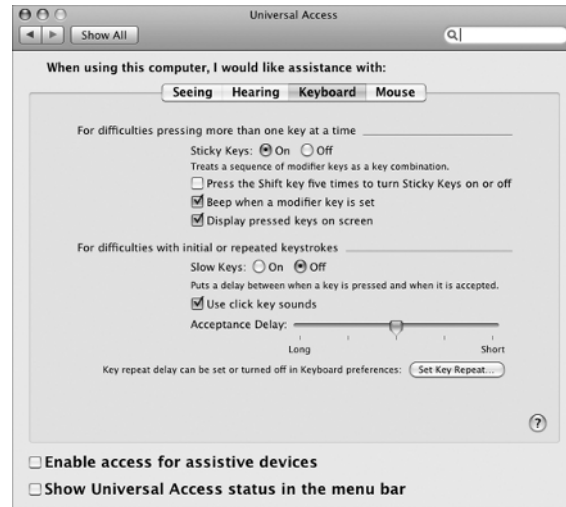 Universal Access
Show All
When using this computer, I would like assistance with:
Seeing Hearing Keyboard Mouse
For difficulties pressing more than one key at a time
Sticky Keys: On Off
Treats a sequence of modifier keys as a key combination.
Press the Shift key five times to turn Sticky Keys on or off
Beep when a modifier key is set
Display pressed keys on screen
For difficulties with initial or repeated keystrokes
Slow Keys: On Off
Puts a delay between when a key is pressed and when it is accepted.
Use click key sounds
Acceptance Delay:
Long Short
Key repeat delay can be set or turned off in Keyboard preferences: Set Key Repeat...
?
Enable access for assistive devices
Show Universal Access status in the menu bar